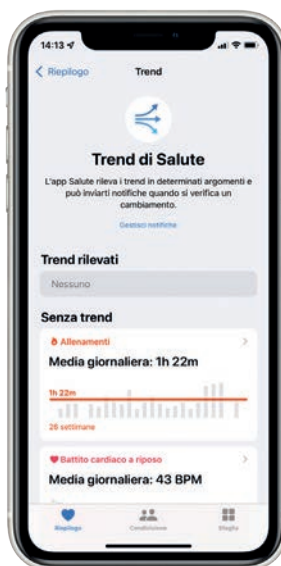 14:13
Riepilogo
Trend
Trend di Salute
L'app Salute rileva i trend in determinati argomenti e
può inviarti notifiche quando si verifica un
cambiamento.
Gestisci notifiche
Trend rilevati
Nessuno
Senza trend
Allenamenti
Media giornaliera: 1h 22m
1h 22m
26 settimane
Battito cardiaco a riposo
Media giornaliera: 43 BPM
Riepilogo
Condivisione
Sfoglia